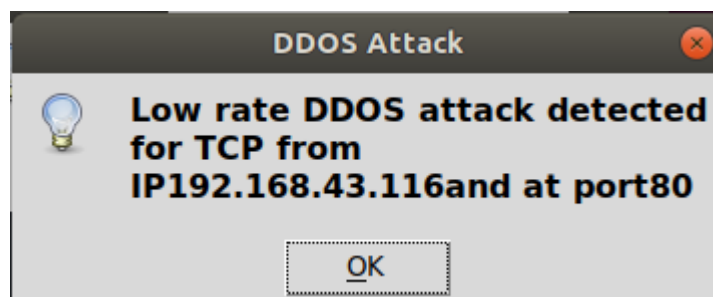 DDOS Attack
Low rate DDOS attack detected
for TCP from
IP192.168.43.116and at port80
OK